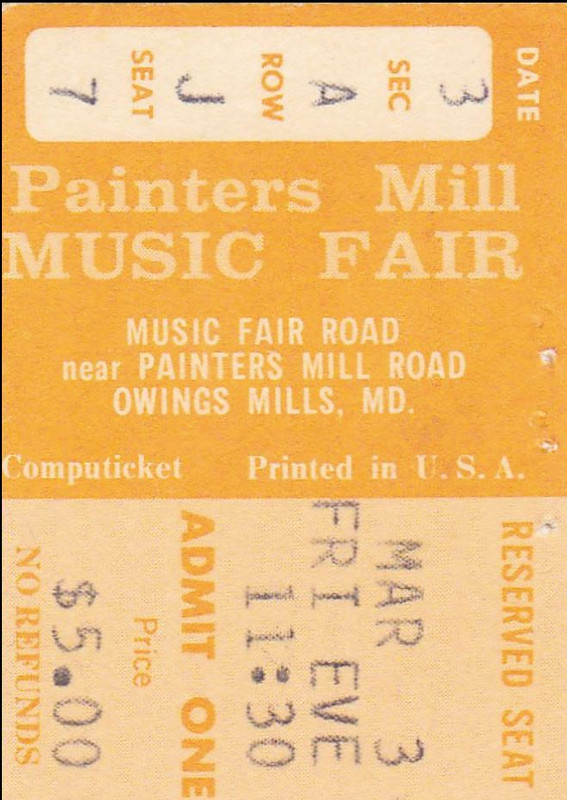 DATE 3
SEC A
ROW J
SEAT 7
Painters Mill
MUSIC FAIR
MUSIC FAIR ROAD
near PAINTERS MILL ROAD
OWINGS MILLS, MD.
Computicket Printed in U. S. A.
RESERVED SEAT
MAR 3
FRI EVE
11:30
ADMIT ONE
Price
$5.00
NO REFUNDS